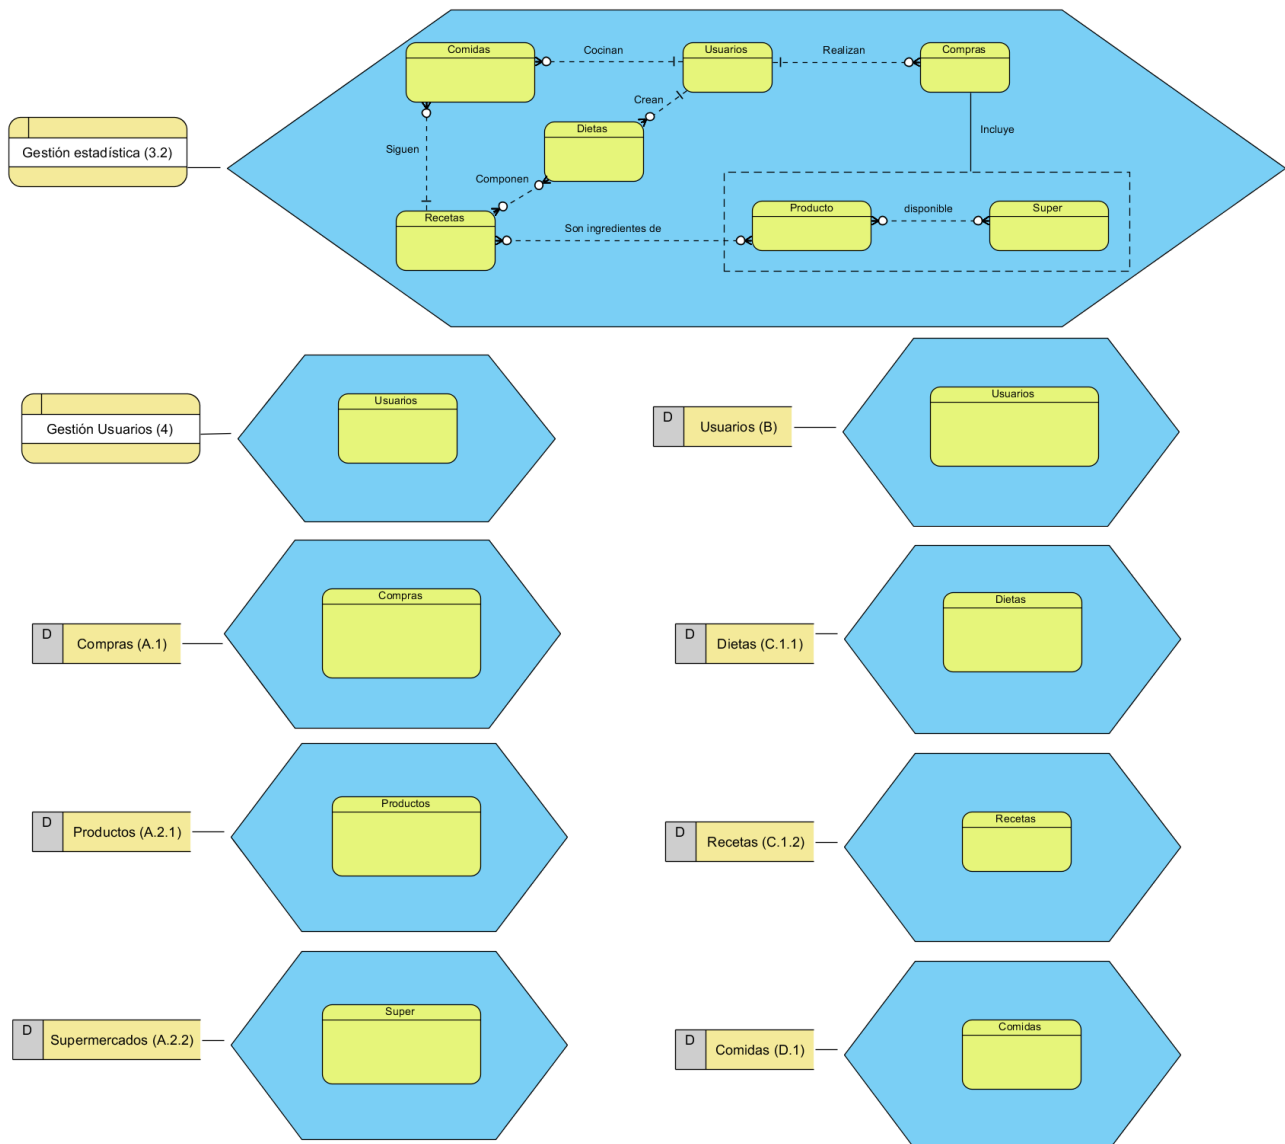 Comidas
Cocinan
Usuarios
Realizan
Compras
Crean
Dietas
Incluye
Gestión estadística (3.2)
Siguen
Componen
Recetas
Son ingredientes de
Producto
disponible
Super
Gestión Usuarios (4)
Usuarios
D
Usuarios (B)
Usuarios
D
Compras (A.1)
Compras
D
Dietas (C.1.1)
Dietas
D
Productos (A.2.1)
Productos
D
Recetas (C.1.2)
Recetas
D
Supermercados (A.2.2)
Super
D
Comidas (D.1)
Comidas